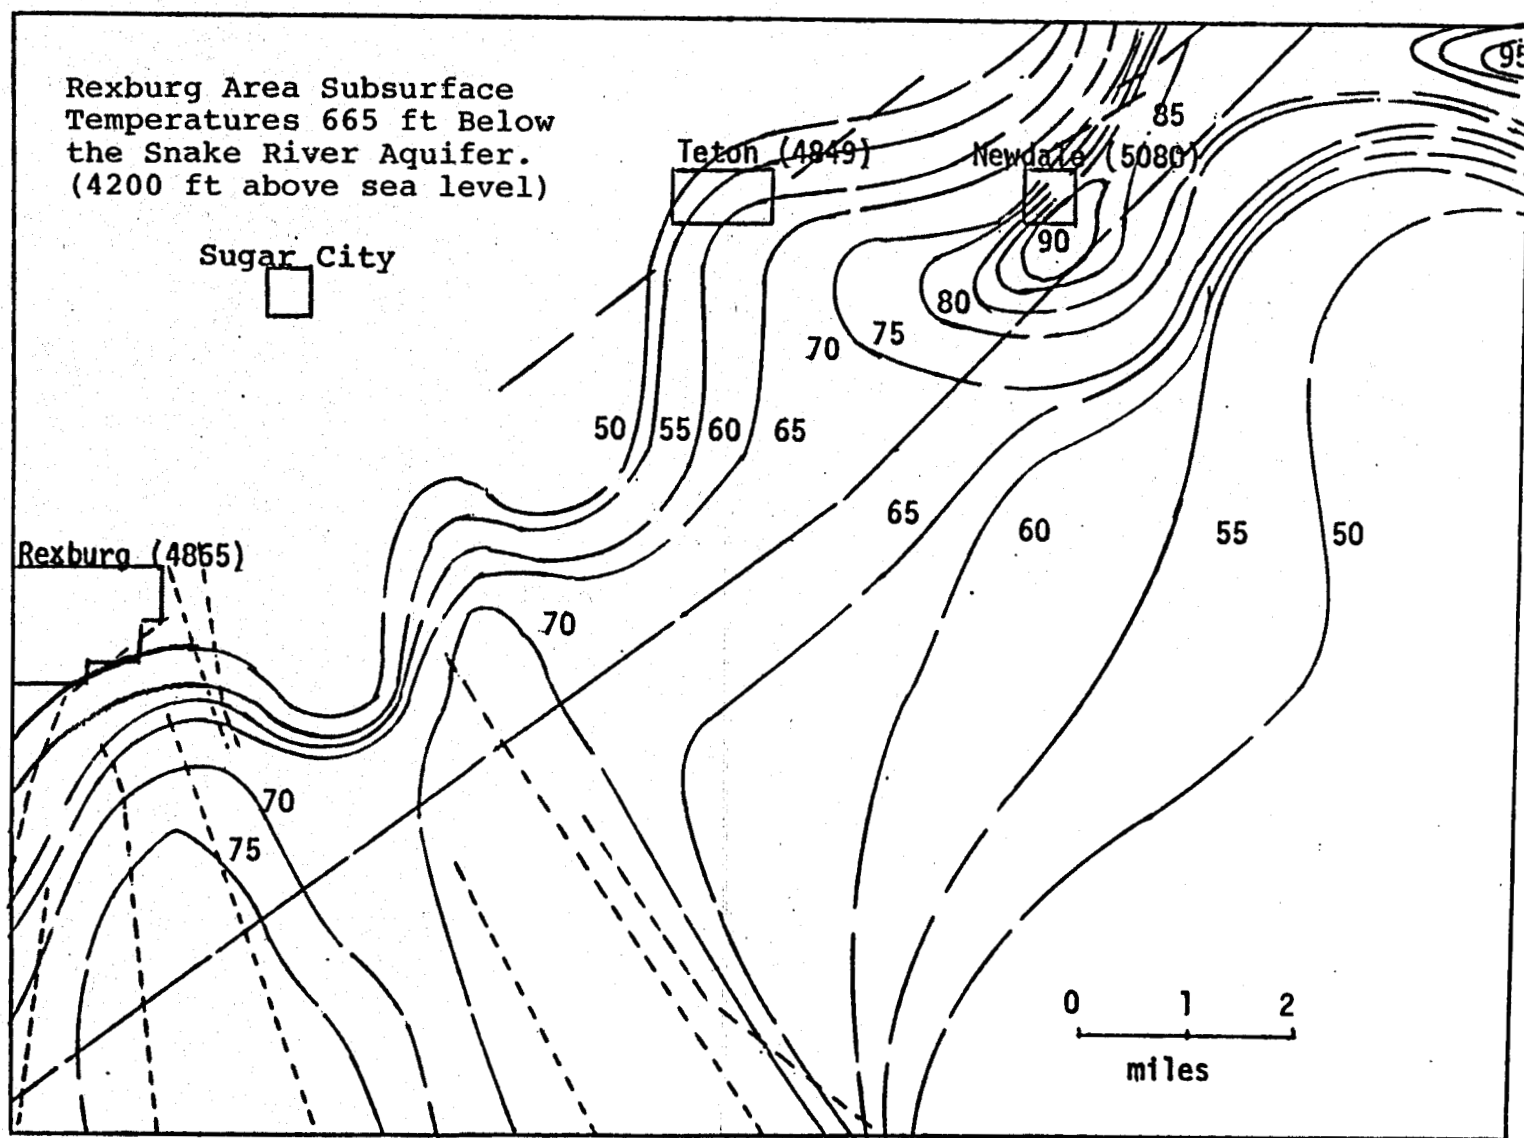 Rexburg Area Subsurface
Temperatures 665 ft Below
the Snake River Aquifer.
(4200 ft above sea level)
95
85
Teton (4849)
Newdale (5080)
90
Sugar City
80
75
70
50 55 60 65
65
60
55
50
Rexburg (4865)
70
70
75
0 1 2
miles